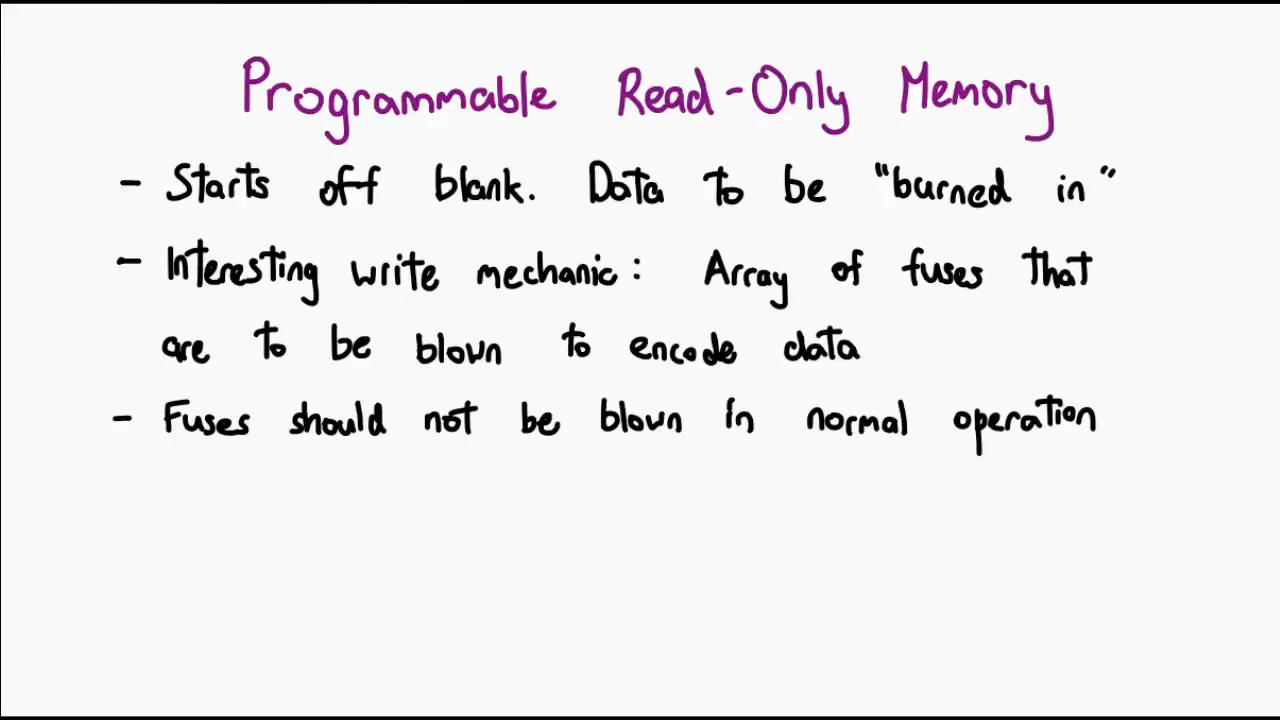 Programmable Read-Only Memory
- Starts off blank. Data to be "burned in"
- Interesting write mechanic: Array of fuses that
are to be blown to encode data
- Fuses should not be blown in normal operation